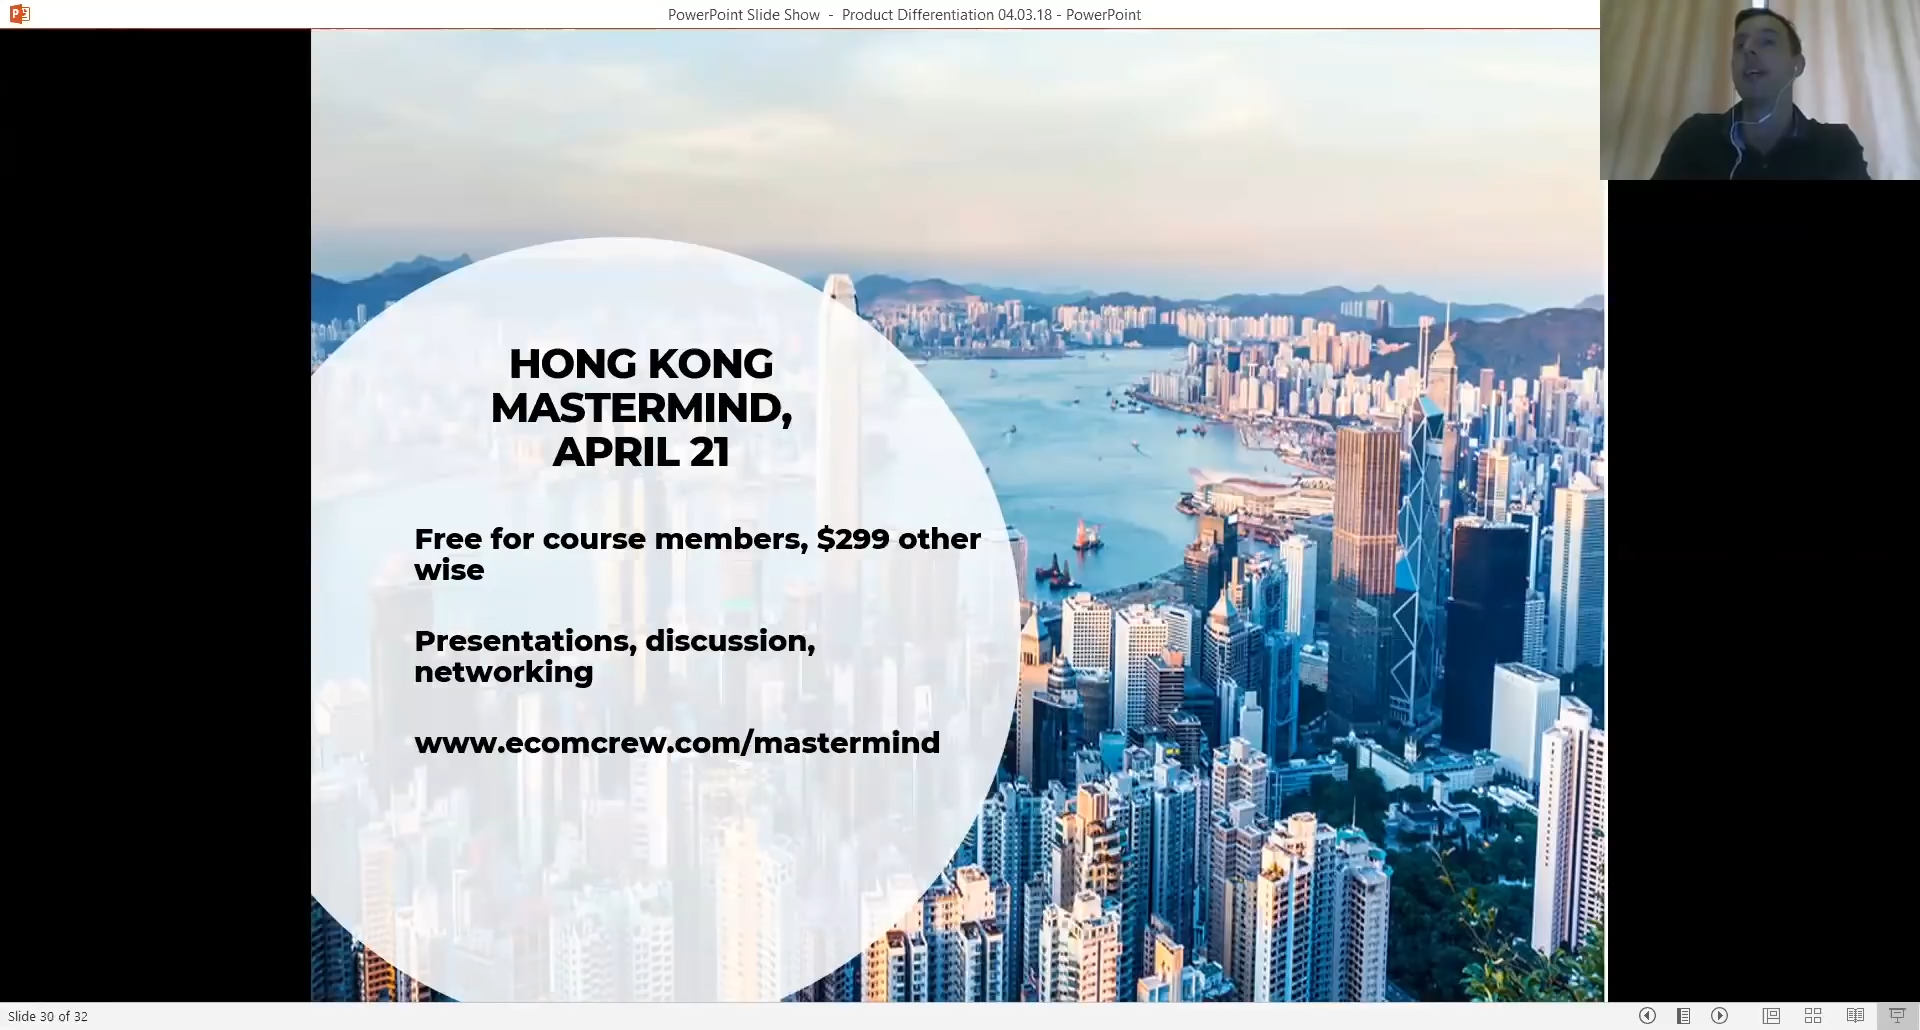 PowerPoint Slide Show - Product Differentiation 04.03.18 - PowerPoint
HONG KONG
MASTERMIND,
APRIL 21
Free for course members, $299 other
wise
Presentations, discussion,
networking
www.ecomcrew.com/mastermind
Slide 30 of 32